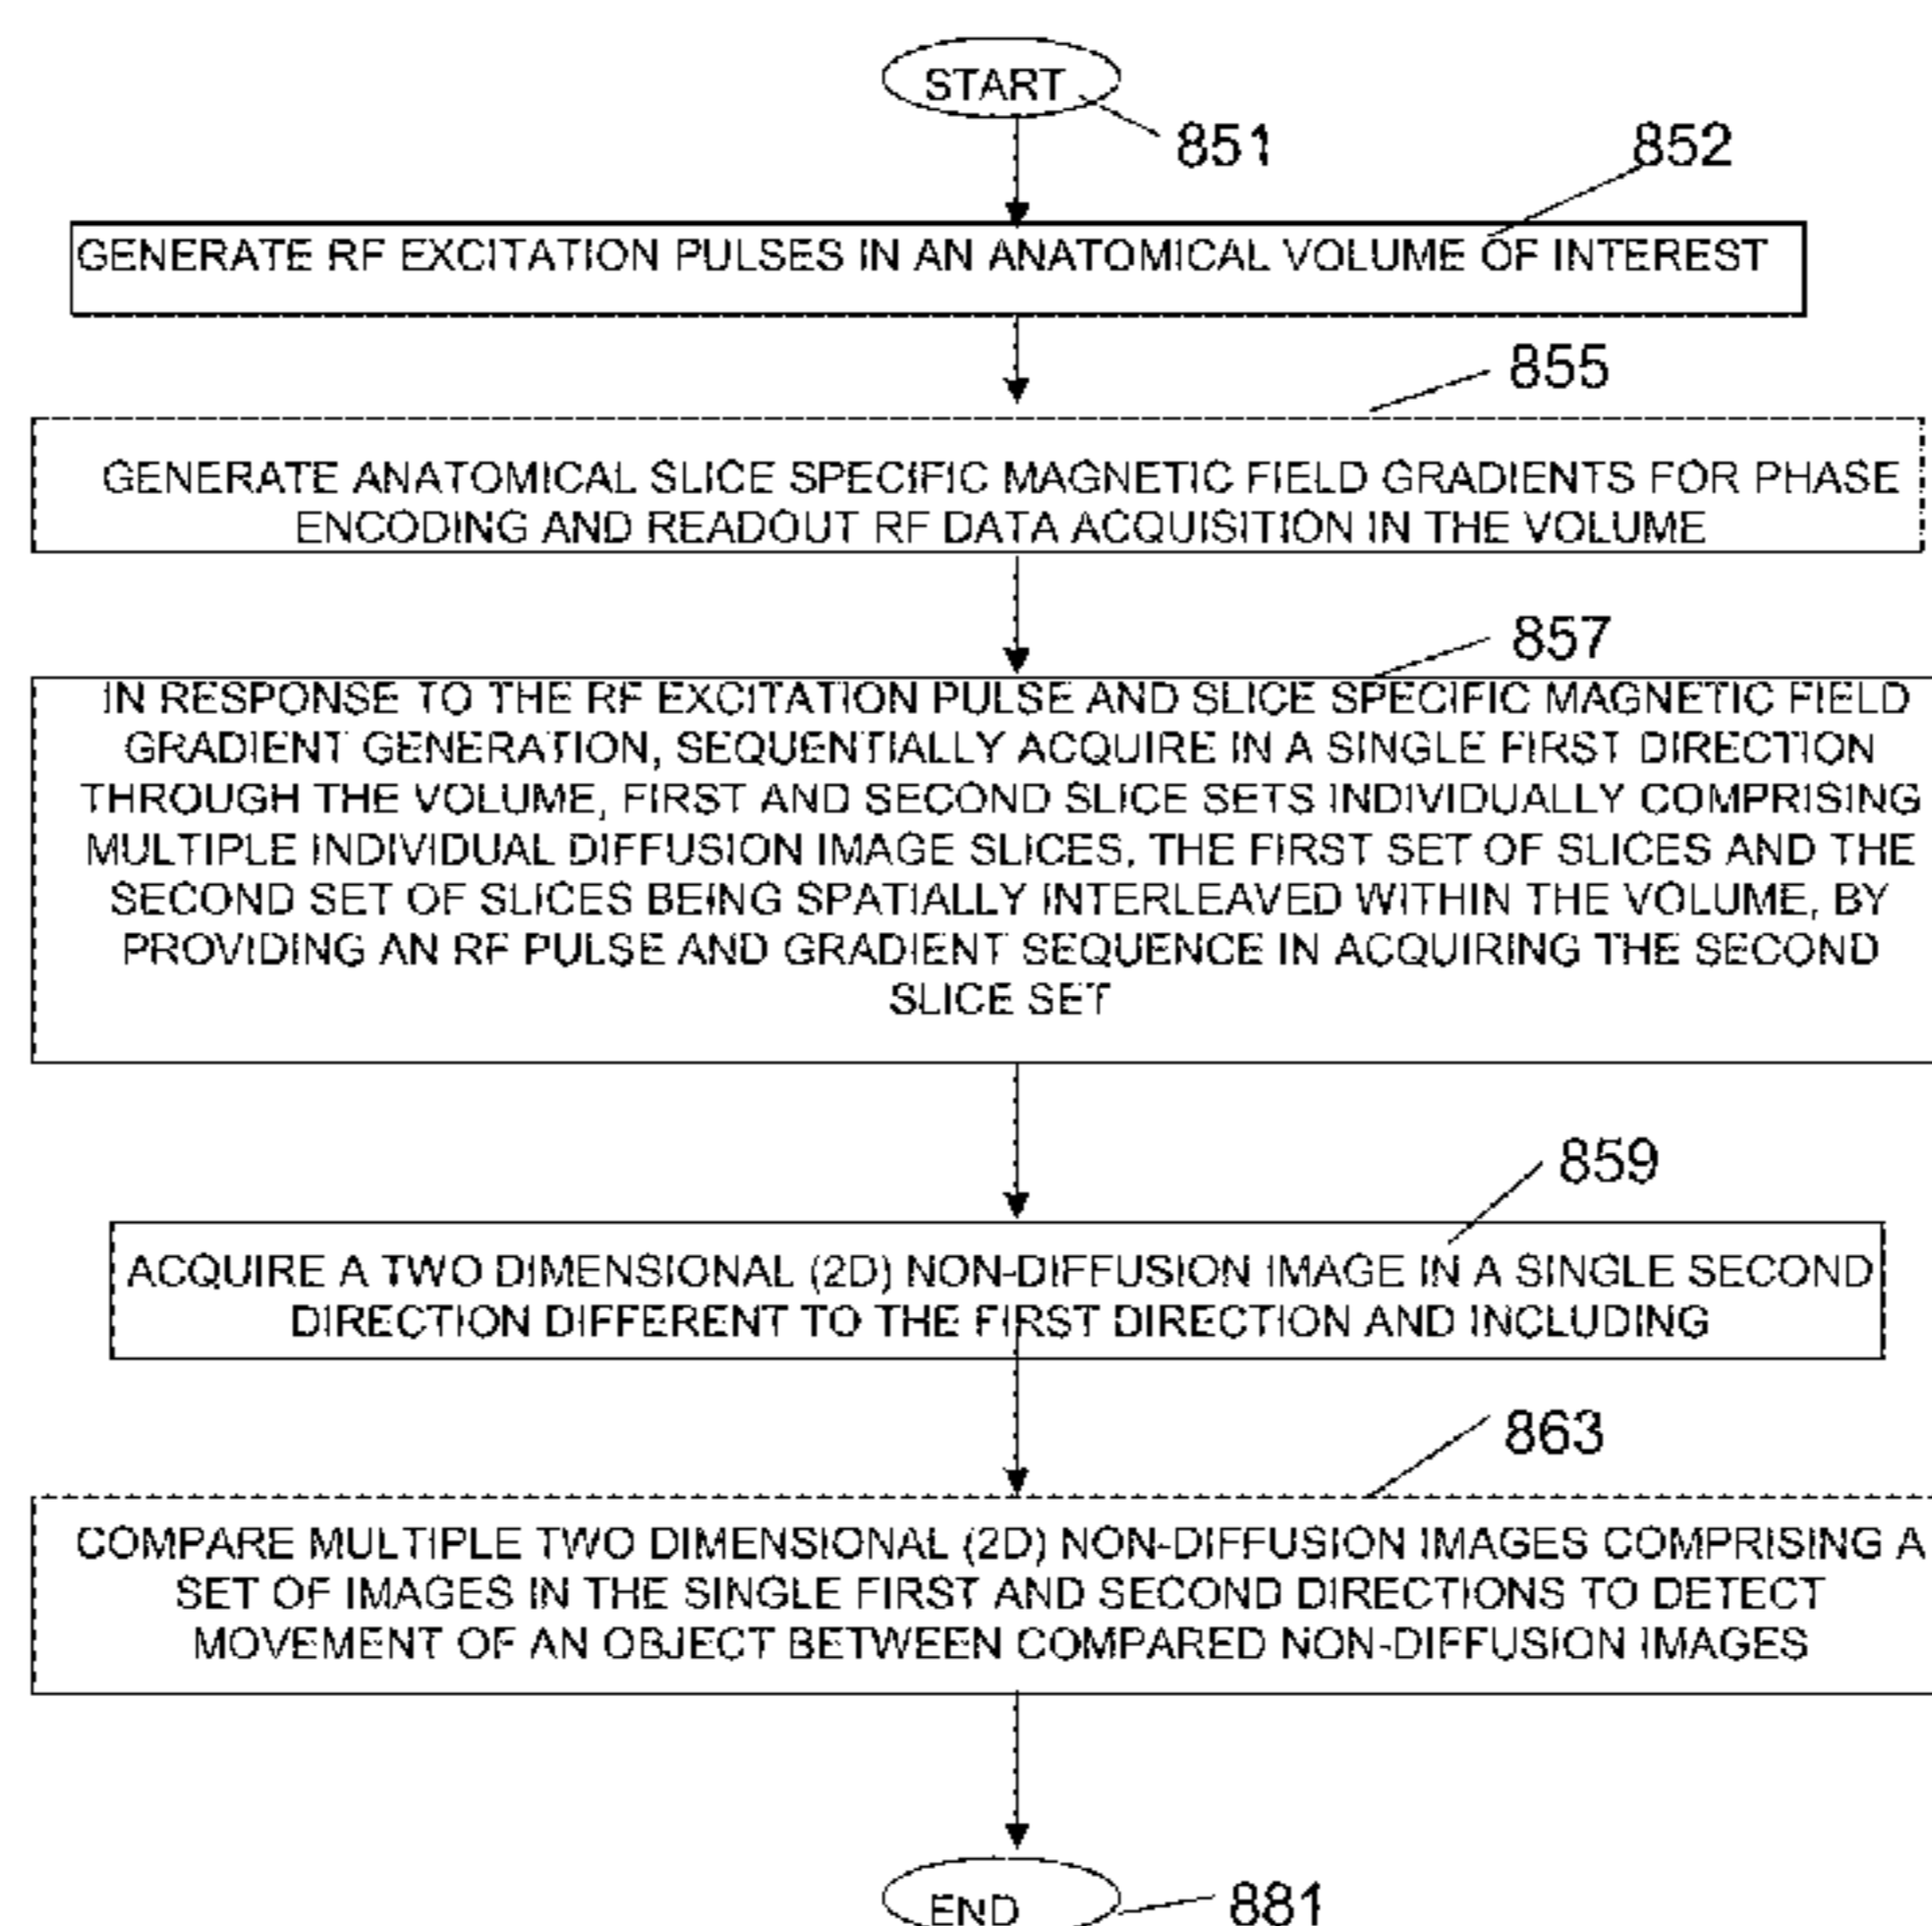 START
851
852
GENERATE RF EXCITATION PULSES IN AN ANATOMICAL VOLUME OF INTEREST
855
GENERATE ANATOMICAL SLICE SPECIFIC MAGNETIC FIELD GRADIENTS FOR PHASE
ENCODING AND READOUT RF DATA ACQUISITION IN THE VOLUME
857
IN RESPONSE TO THE RF EXCITATION PULSE AND SLICE SPECIFIC MAGNETIC FIELD
GRADIENT GENERATION, SEQUENTIALLY ACQUIRE IN A SINGLE FIRST DIRECTION
THROUGH THE VOLUME, FIRST AND SECOND SLICE SETS INDIVIDUALLY COMPRISING
MULTIPLE INDIVIDUAL DIFFUSION IMAGE SLICES, THE FIRST SET OF SLICES AND THE
SECOND SET OF SLICES BEING SPATIALLY INTERLEAVED WITHIN THE VOLUME, BY
PROVIDING AN RF PULSE AND GRADIENT SEQUENCE IN ACQUIRING THE SECOND
SLICE SET
859
ACQUIRE A TWO DIMENSIONAL (2D) NON-DIFFUSION IMAGE IN A SINGLE SECOND
DIRECTION DIFFERENT TO THE FIRST DIRECTION AND INCLUDING
863
COMPARE MULTIPLE TWO DIMENSIONAL (2D) NON-DIFFUSION IMAGES COMPRISING A
SET OF IMAGES IN THE SINGLE FIRST AND SECOND DIRECTIONS TO DETECT
MOVEMENT OF AN OBJECT BETWEEN COMPARED NON-DIFFUSION IMAGES
END
881